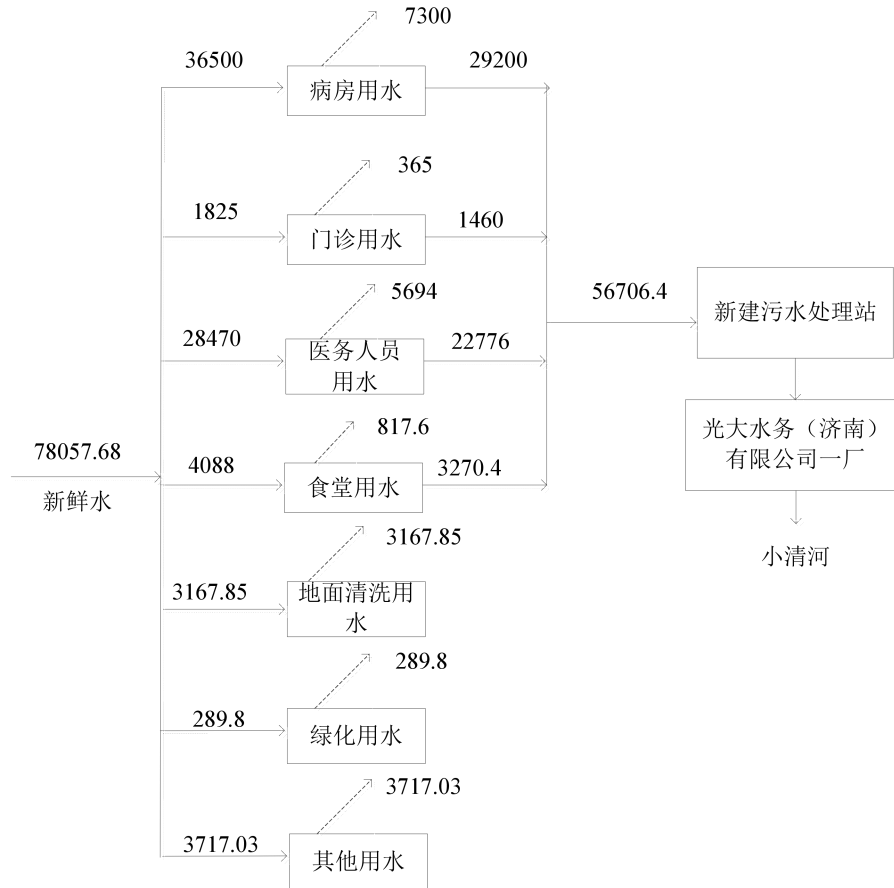 7300
36500
29200
病房用水
365
1825
1460
门诊用水
5694
28470
22776
医务人员
用水
56706.4
新建污水处理站
817.6
78057.68
4088
3270.4
食堂用水
新鲜水
光大水务（济南）
有限公司一厂
小清河
3167.85
3167.85
地面清洗用
水
289.8
289.8
绿化用水
3717.03
3717.03
其他用水